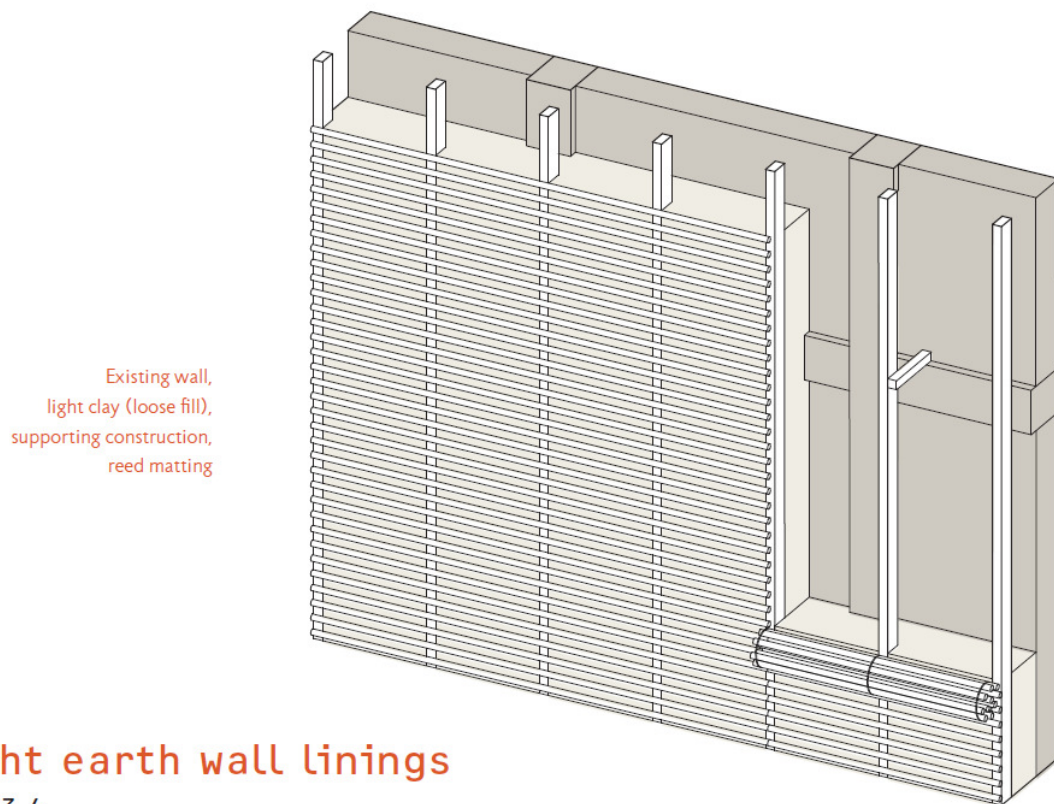 Existing wall,
light clay (loose fill),
supporting construction,
reed matting
ht earth wall linings